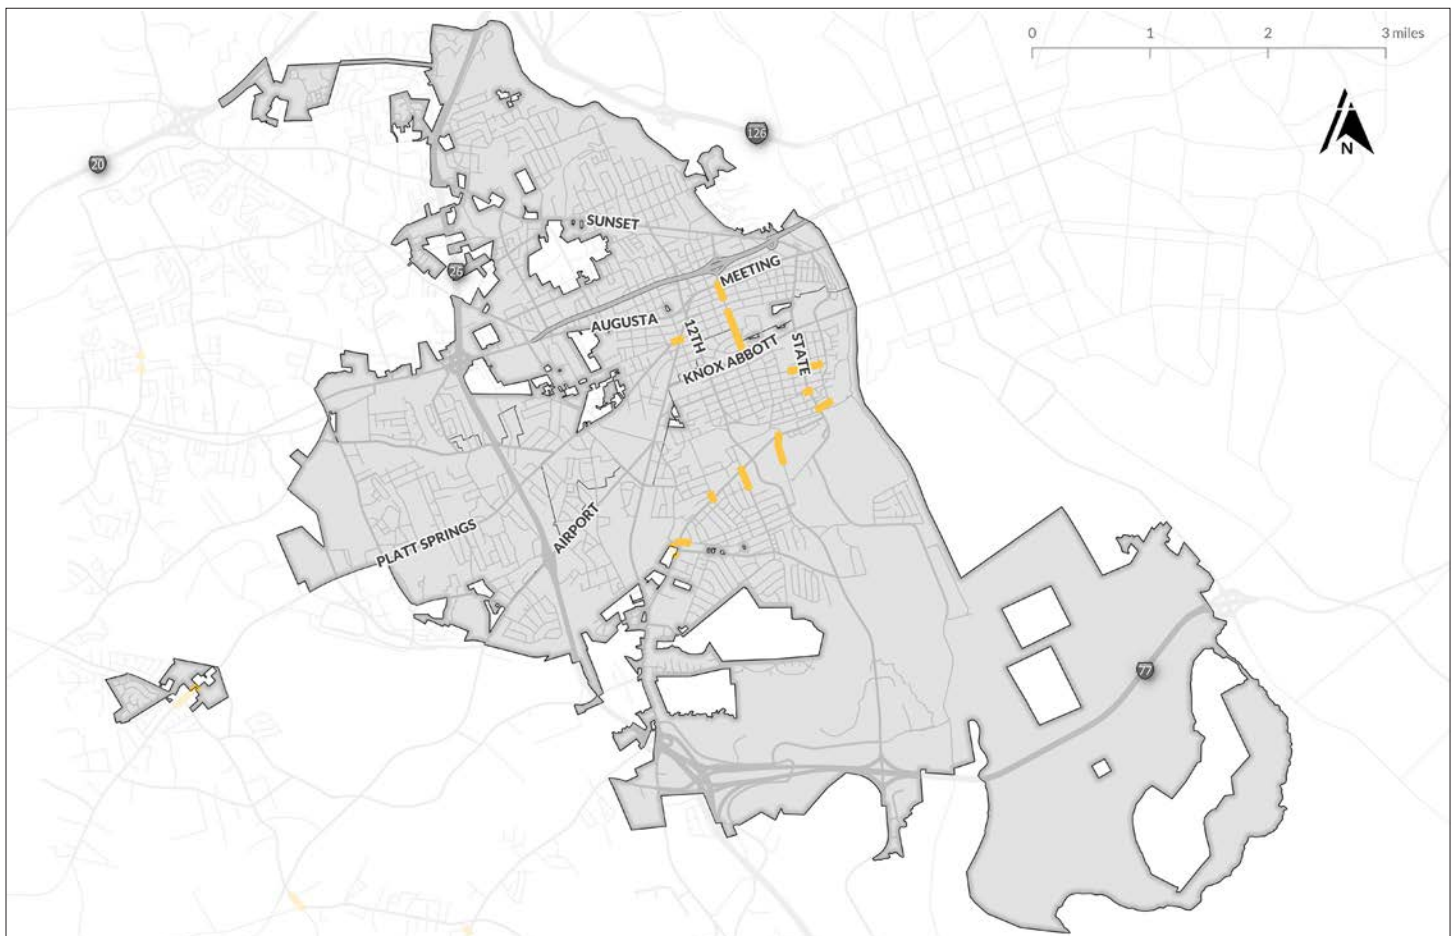 0 1 2 3 miles
N
126
20
SUNSET
26
MEETING
AUGUSTA
12TH
STATE
KNOX ABBOTT
AIRPORT
PLATT SPRINGS
77